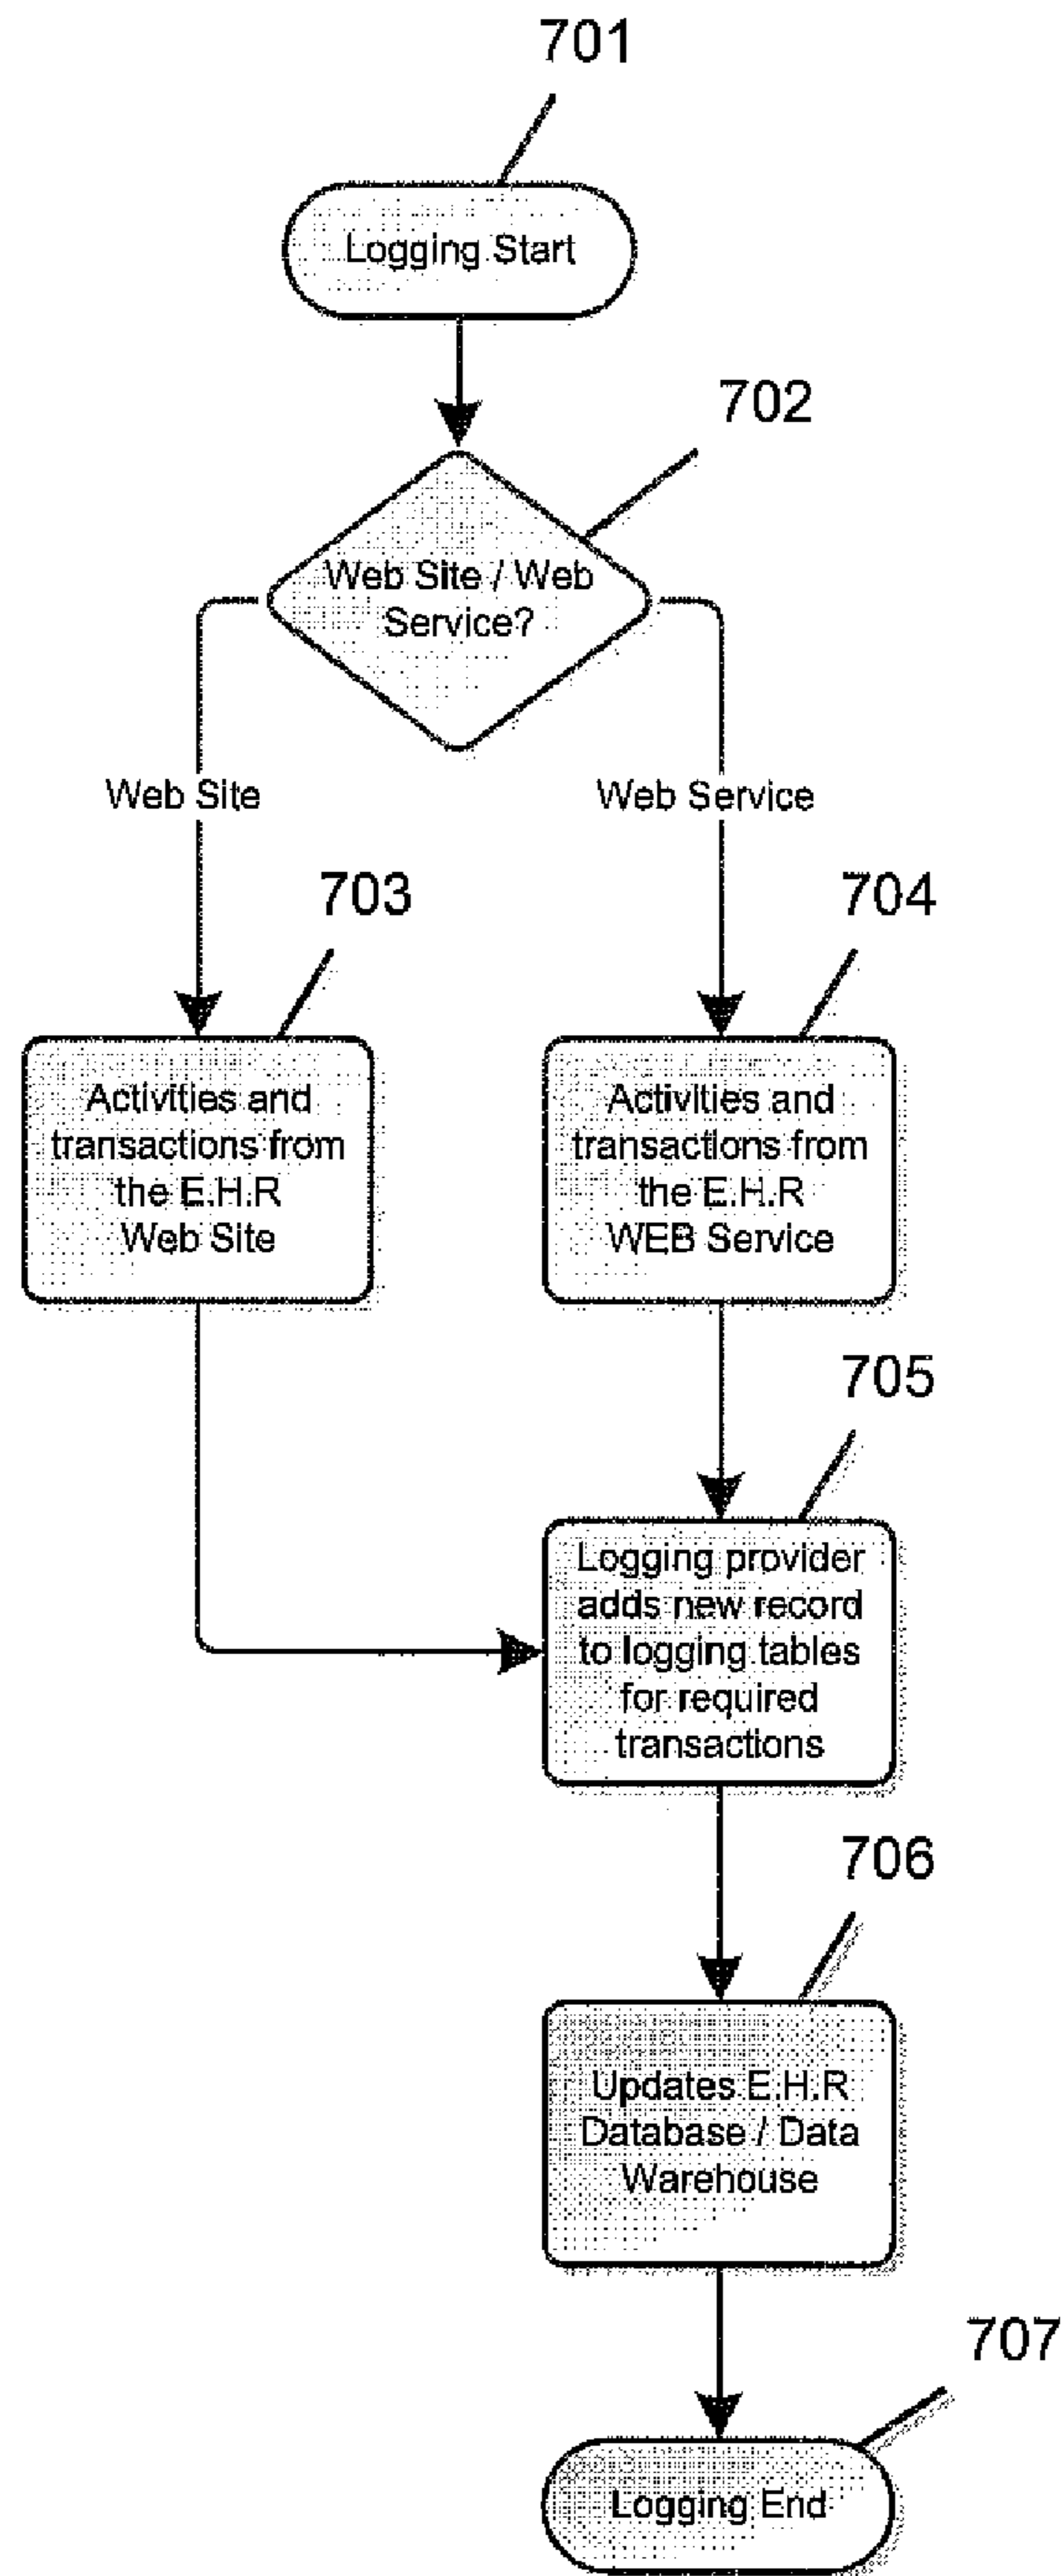 701
Logging Start
702
Web Site / Web
Service?
Web Site
Web Service
703
704
Activities and
transactions from
the E.H.R
Web Site
Activities and
transactions from
the E.H.R
WEB Service
705
Logging provider
adds new record
to logging tables
for required
transactions
706
Updates E.H.R
Database / Data
Warehouse
707
Logging End